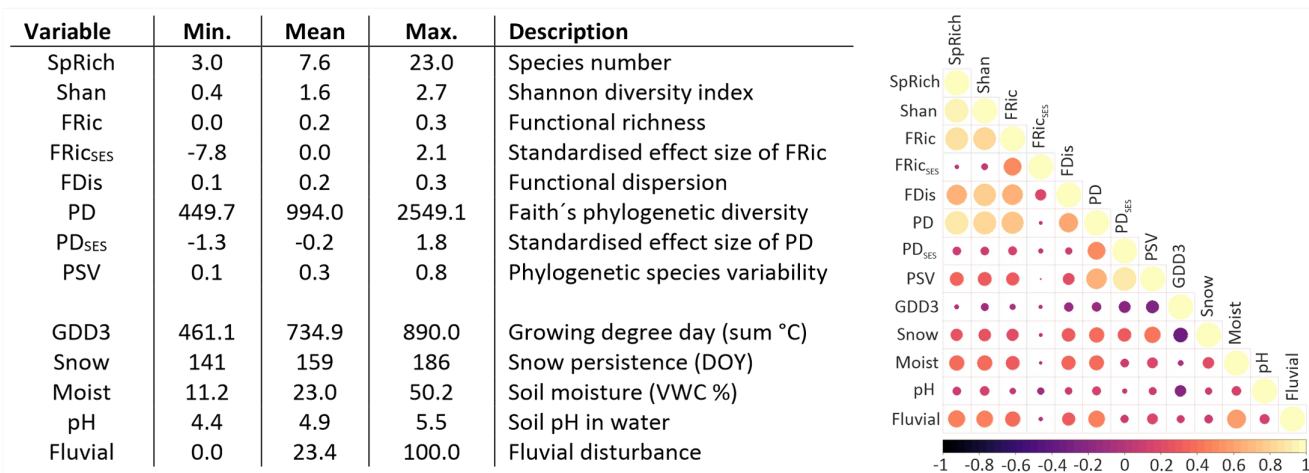 Variable Min. Mean Max. Description
SpRich 3.0 7.6 23.0 Species number
Shan 0.4 1.6 2.7 Shannon diversity index
FRic 0.0 0.2 0.3 Functional richness
FRicSES -7.8 0.0 2.1 Standardised effect size of FRic
FDis 0.1 0.2 0.3 Functional dispersion
PD 449.7 994.0 2549.1 Faith´s phylogenetic diversity
PDSES -1.3 -0.2 1.8 Standardised effect size of PD
PSV 0.1 0.3 0.8 Phylogenetic species variability
GDD3 461.1 734.9 890.0 Growing degree day (sum °C)
Snow 141 159 186 Snow persistence (DOY)
Moist 11.2 23.0 50.2 Soil moisture (VWC %)
pH 4.4 4.9 5.5 Soil pH in water
Fluvial 0.0 23.4 100.0 Fluvial disturbance
SpRich
Shan
FRic
FRicSES
FDis
PD
PDSES
PSV
GDD3
Snow
Moist
pH
Fluvial
SpRich
Shan
FRic
FRicSES
FDis
PD
PDSES
PSV
GDD3
Snow
Moist
pH
Fluvial
-1 -0.8 -0.6 -0.4 -0.2 0 0.2 0.4 0.6 0.8 1